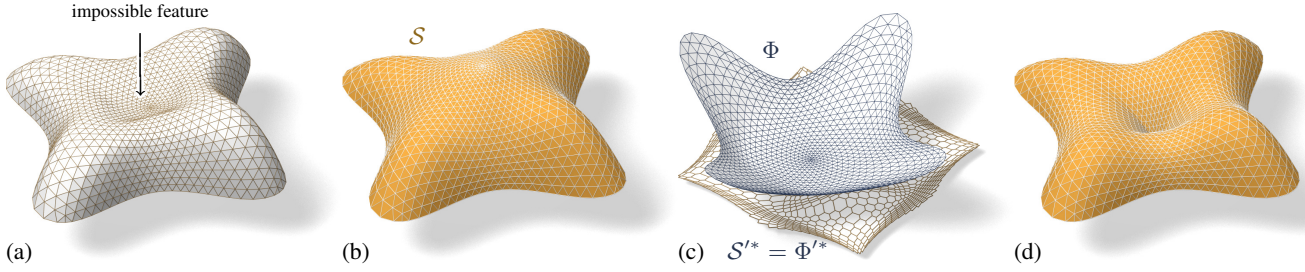 impossible feature
𝒮
Φ
(a)
(b)
(c)
𝒮′* = Φ′*
(d)